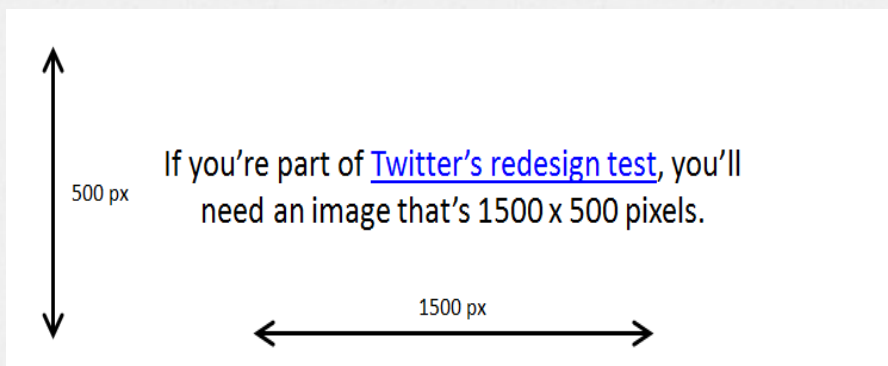 If you’re part of Twitter’s redesign test, you’ll
500 px
need an image that’s 1500 x 500 pixels.
1500 px